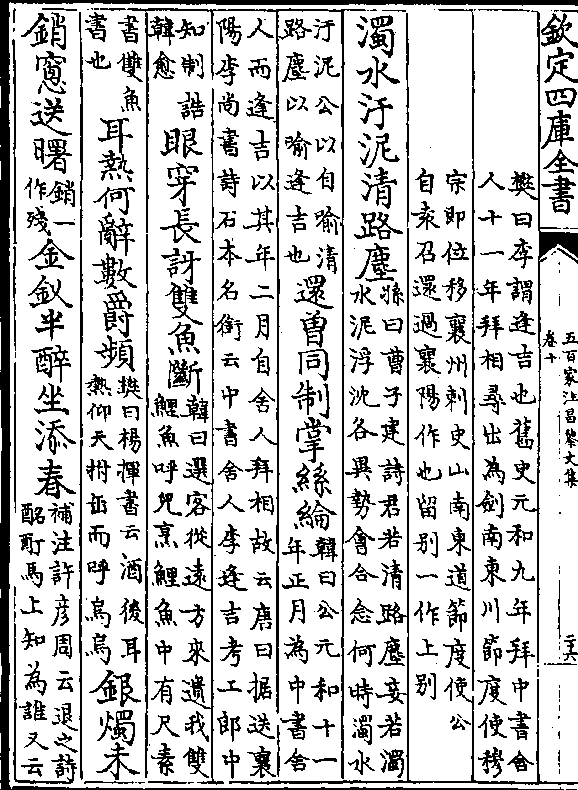 欽定四庫全書
五百家注昌黎文集
卷十
二六
樊曰李謂逢吉也舊史元和九年拜中書舍
人十一年拜相尋出為劒南東川節度使穆
宗即位移襄州刺史山南東道節度使公
自袁召還過襄陽作也留别一作上别
濁水汙泥清路塵
孫曰曹子建詩君若清路塵妾若濁
水泥浮沈各異勢會合念何時濁水
汙泥公以自喻清
路塵以喻逢吉也
還曾同制掌絲綸
韓曰公元和十一
年正月為中書舍
人而逢吉以其年二月自舍人拜相故云唐曰据送襄
陽李尚書詩石本名銜云中書舍人李逢吉考工郎中
知制誥
韓愈
眼穿長訝雙魚斷
韓曰選客從遠方來遺我雙
鯉魚呼兒烹鯉魚中有尺素
書雙魚
書也
耳熱何辭數爵頻
樊曰楊惲書云酒後耳
熱仰天拊缶而呼烏烏
銀燭未
銷窻送曙
銷一
作殘
金釵半醉坐添春
補注許彦周云退之詩
酩酊馬上知為誰又云